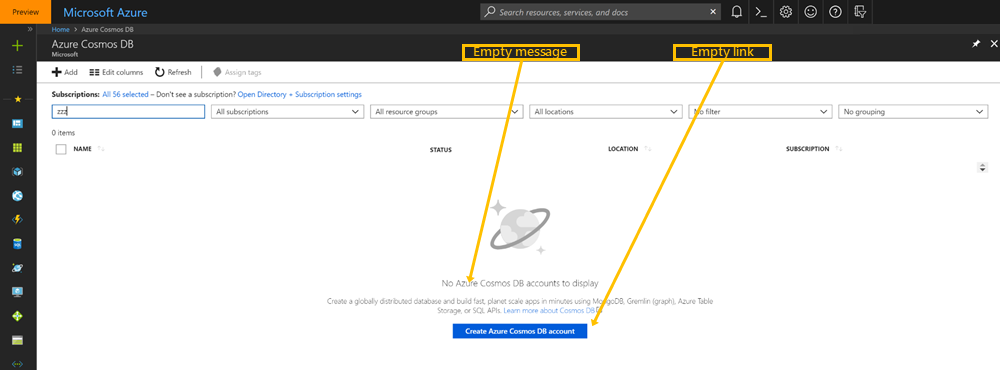 Preview
Microsoft Azure
Search resources, services, and docs
Home > Azure Cosmos DB
Azure Cosmos DB
Microsoft
Empty message
Empty link
Add
Edit columns
Refresh
Assign tags
Subscriptions: All 56 selected – Don't see a subscription? Open Directory + Subscription settings
zzz
All subscriptions
All resource groups
All locations
No filter
No grouping
0 items
NAME
STATUS
LOCATION
SUBSCRIPTION
No Azure Cosmos DB accounts to display
Create a globally distributed database and build fast, planet scale apps in minutes using MongoDB, Gremlin (graph), Azure Table
Storage, or SQL APIs. Learn more about Cosmos DB
Create Azure Cosmos DB account